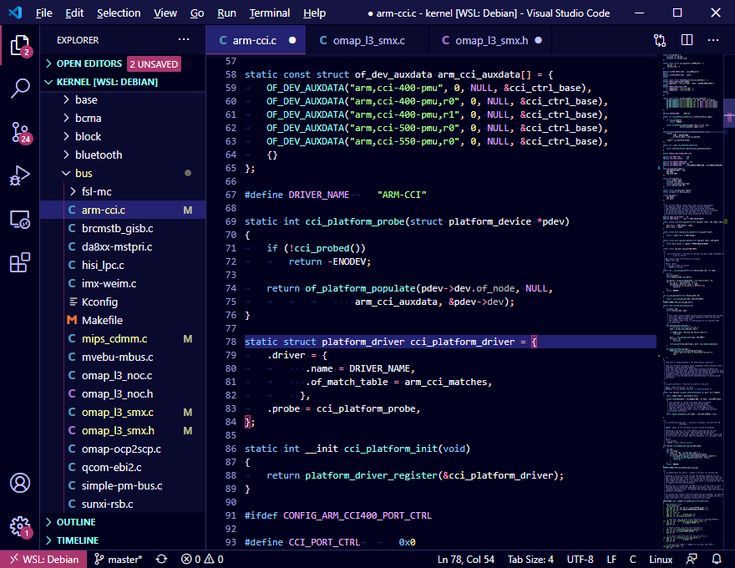 File Edit Selection View Go Run Terminal Help ● arm-cci.c - kernel [WSL: Debian] - Visual Studio Code
EXPLORER ···
arm-cci.c ●
omap_l3_smx.c
omap_l3_smx.h ●
2
24
1
OPEN EDITORS 2 UNSAVED
KERNEL [WSL: DEBIAN]
base
bcma
block
bluetooth
bus
fsl-mc
C arm-cci.c M
C brcmstb_gisb.c
C da8xx-mstpri.c
C hisi_lpc.c
C imx-weim.c
Kconfig
M Makefile
C mips_cdmm.c M
C mvebu-mbus.c
C omap_l3_noc.c
C omap_l3_noc.h
C omap_l3_smx.c M
C omap_l3_smx.h M
C omap-ocp2scp.c
C qcom-ebi2.c
C simple-pm-bus.c
C sunxi-rsb.c
OUTLINE
TIMELINE
57
58 static const struct of_dev_auxdata arm_cci_auxdata[] = {
59 OF_DEV_AUXDATA("arm,cci-400-pmu", 0, NULL, &cci_ctrl_base),
60 OF_DEV_AUXDATA("arm,cci-400-pmu,r0", 0, NULL, &cci_ctrl_base),
61 OF_DEV_AUXDATA("arm,cci-400-pmu,r1", 0, NULL, &cci_ctrl_base),
62 OF_DEV_AUXDATA("arm,cci-500-pmu,r0", 0, NULL, &cci_ctrl_base),
63 OF_DEV_AUXDATA("arm,cci-550-pmu,r0", 0, NULL, &cci_ctrl_base),
64 {}
65 };
66
67 #define DRIVER_NAME "ARM-CCI"
68
69 static int cci_platform_probe(struct platform_device *pdev)
70 {
71 if (!cci_probed())
72 return -ENODEV;
73
74 return of_platform_populate(pdev->dev.of_node, NULL,
75 arm_cci_auxdata, &pdev->dev);
76 }
77
78 static struct platform_driver cci_platform_driver = {
79 .driver = {
80 .name = DRIVER_NAME,
81 .of_match_table = arm_cci_matches,
82 },
83 .probe = cci_platform_probe,
84 };
85
86 static int __init cci_platform_init(void)
87 {
88 return platform_driver_register(&cci_platform_driver);
89 }
90
91 #ifdef CONFIG_ARM_CCI400_PORT_CTRL
92
93 #define CCI_PORT_CTRL 0x0
WSL: Debian master* 0 0 Ln 78, Col 54 Tab Size: 4 UTF-8 LF C Linux